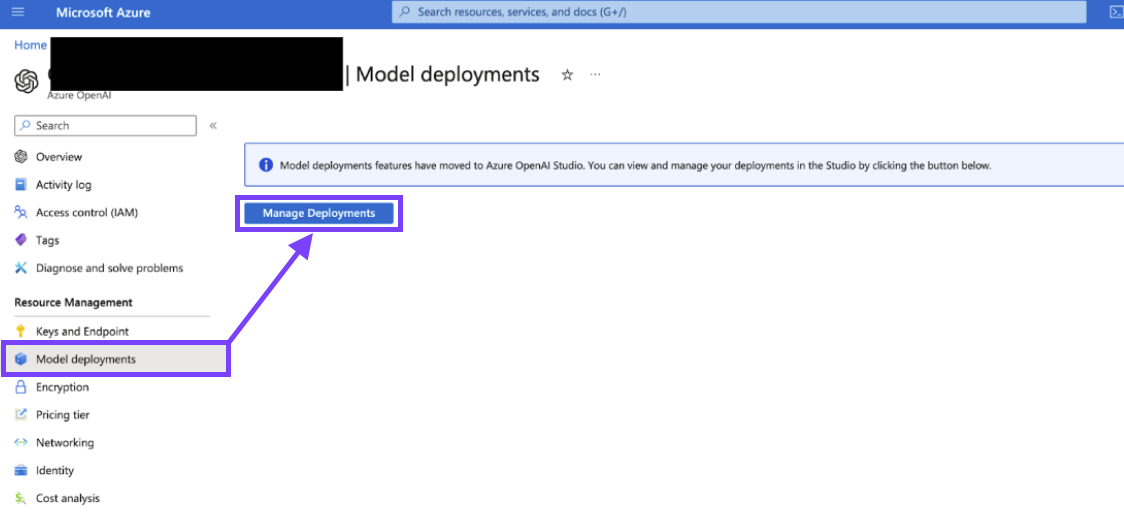 Microsoft Azure
Search resources, services, and docs (G+/)
Home
| Model deployments
Azure OpenAI
Search
Overview
Activity log
Access control (IAM)
Tags
Diagnose and solve problems
Resource Management
Keys and Endpoint
Model deployments
Encryption
Pricing tier
Networking
Identity
Cost analysis
Model deployments features have moved to Azure OpenAI Studio. You can view and manage your deployments in the Studio by clicking the button below.
Manage Deployments